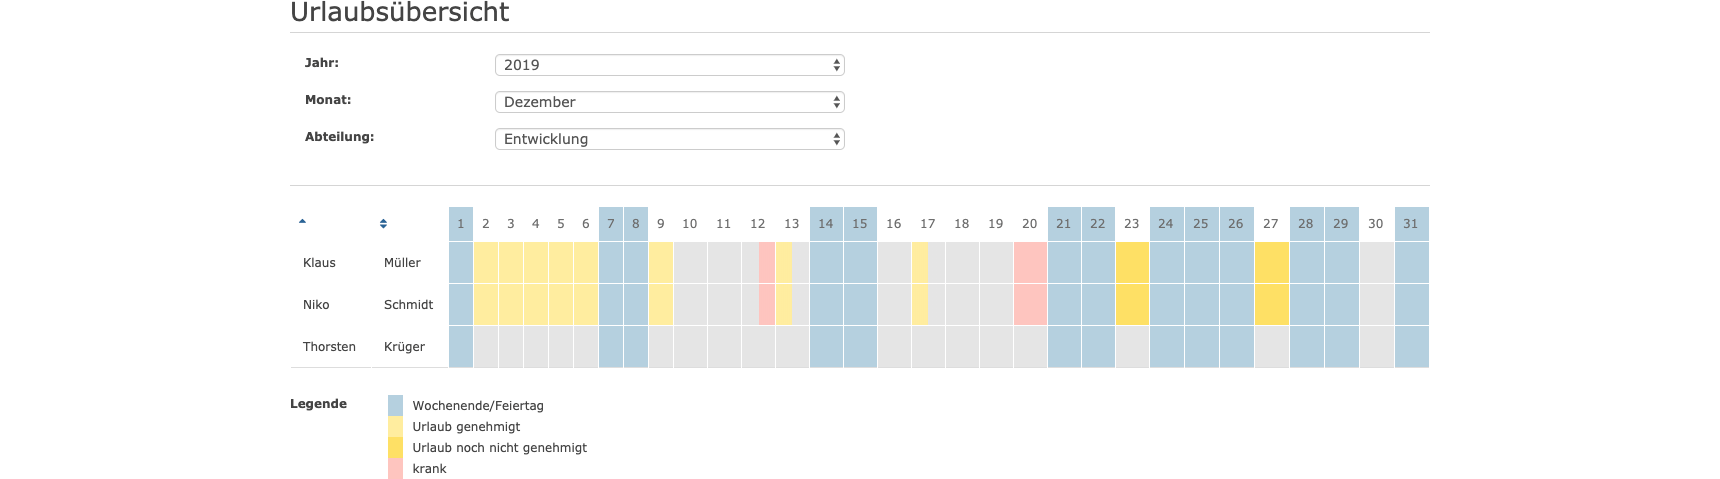 Urlaubsübersicht
Jahr: 2019
Monat: Dezember
Abteilung: Entwicklung
1 2 3 4 5 6 7 8 9 10 11 12 13 14 15 16 17 18 19 20 21 22 23 24 25 26 27 28 29 30 31
Klaus Müller
Niko Schmidt
Thorsten Krüger
Legende Wochenende/Feiertag
Urlaub genehmigt
Urlaub noch nicht genehmigt
krank